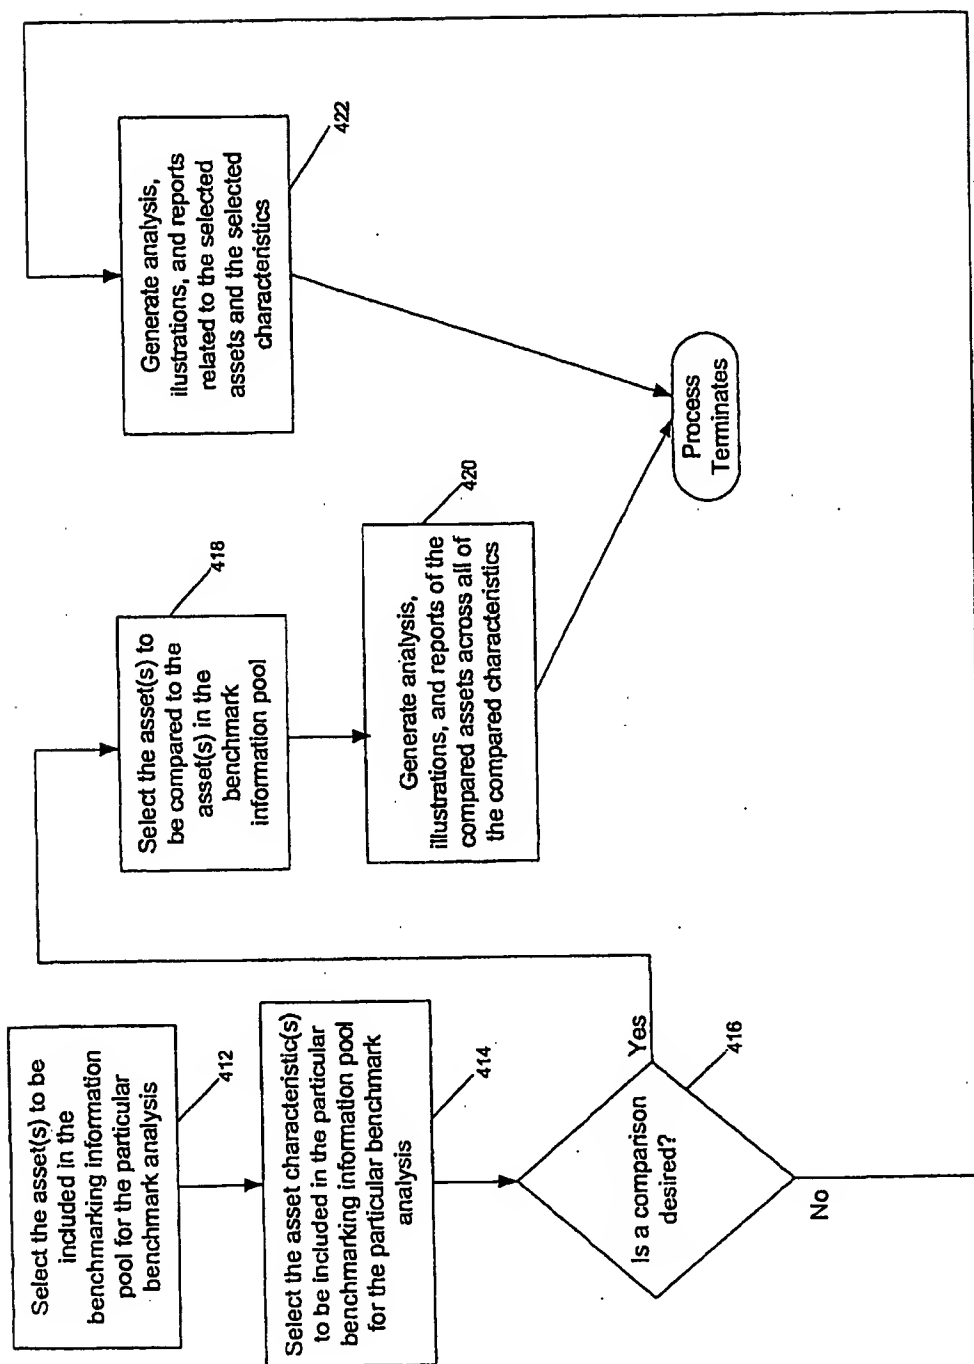 Select the asset(s) to be
included in the
benchmarking information
pool for the particular
benchmark analysis
412
Select the asset characteristic(s)
to be included in the particular
benchmarking information pool
for the particular benchmark
analysis
414
Is a comparison
desired?
416
Yes
No
Select the asset(s) to
be compared to the
asset(s) in the
benchmark
information pool
418
Generate analysis,
illustrations, and reports of the
compared assets across all of
the compared characteristics
420
Generate analysis,
ilustrations, and reports
related to the selected
assets and the selected
characteristics
422
Process
Terminates